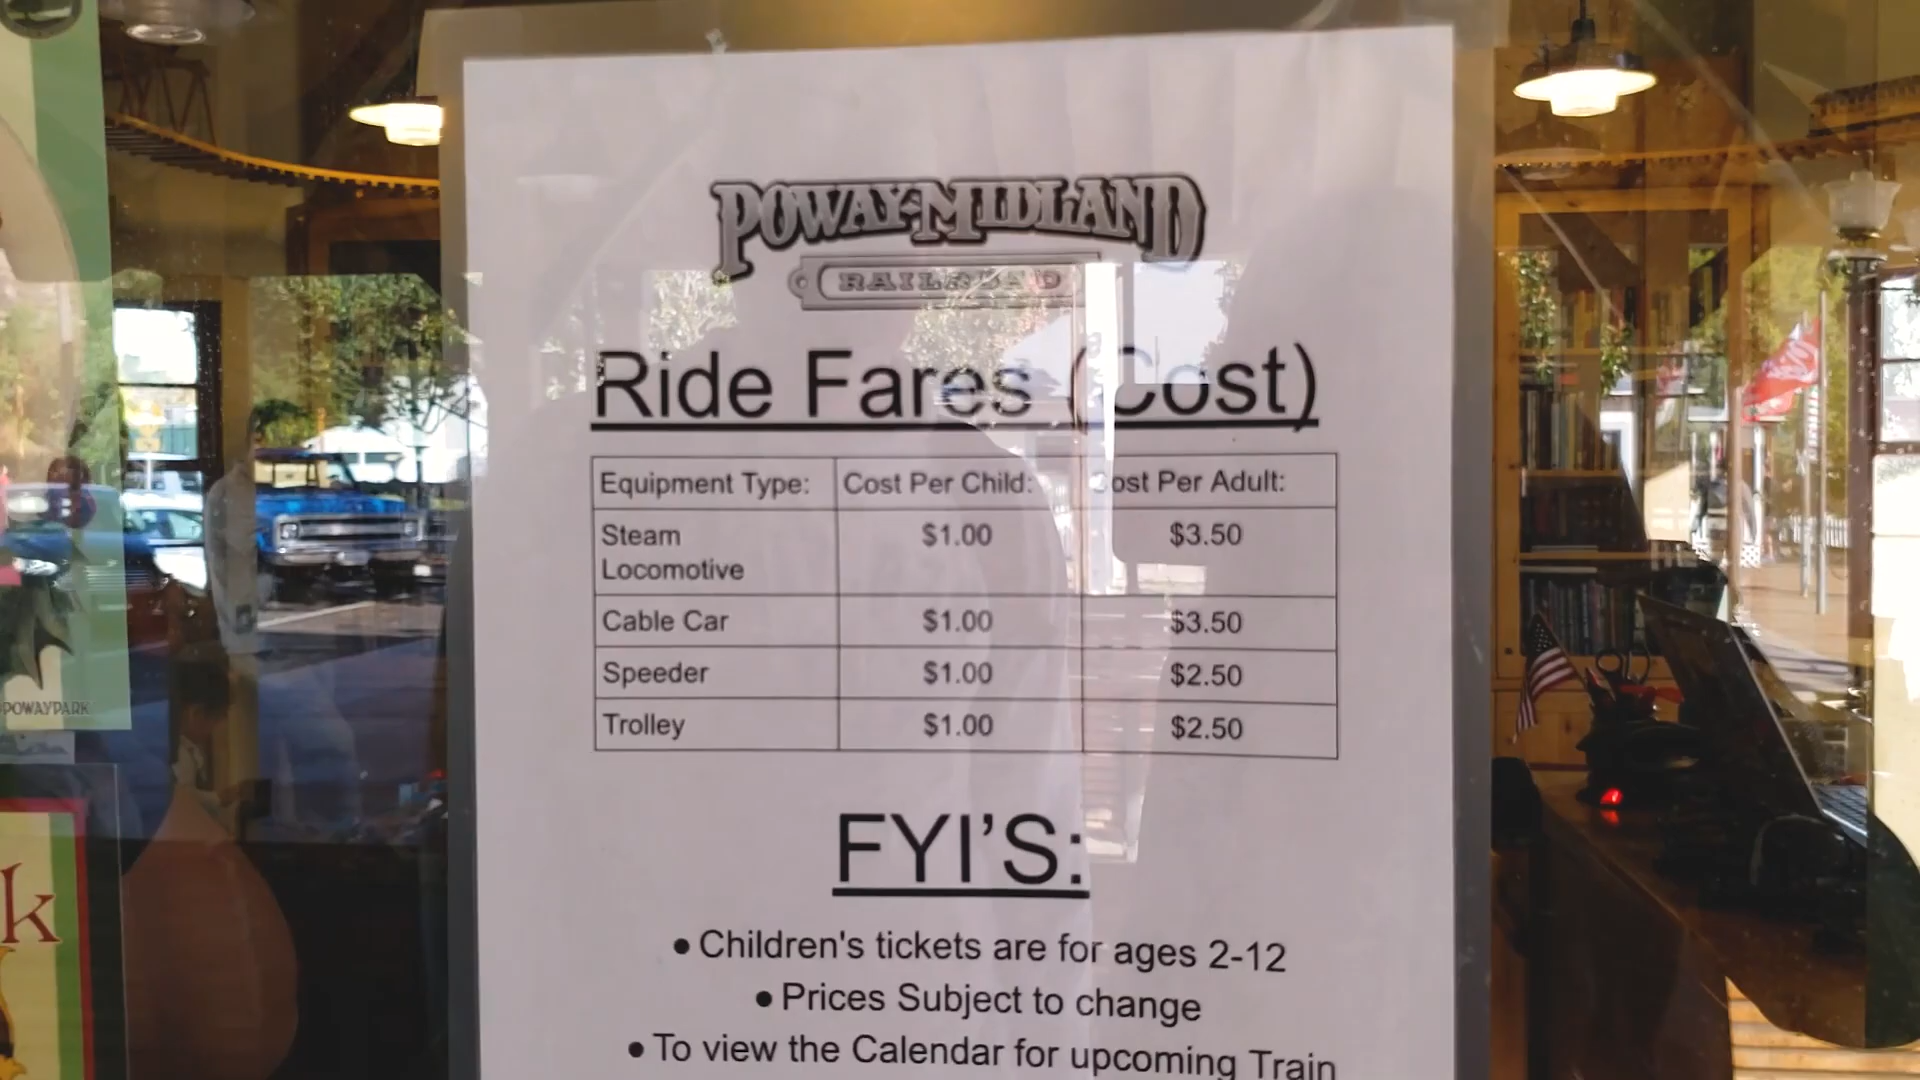 POWAY-MIDLAND
RAILROAD
Ride Fares (Cost)
Equipment Type: Cost Per Child: Cost Per Adult:
Steam Locomotive $1.00 $3.50
Cable Car $1.00 $3.50
Speeder $1.00 $2.50
Trolley $1.00 $2.50
FYI'S:
• Children's tickets are for ages 2-12
• Prices Subject to change
• To view the Calendar for upcoming Train
POWAYPARK
k